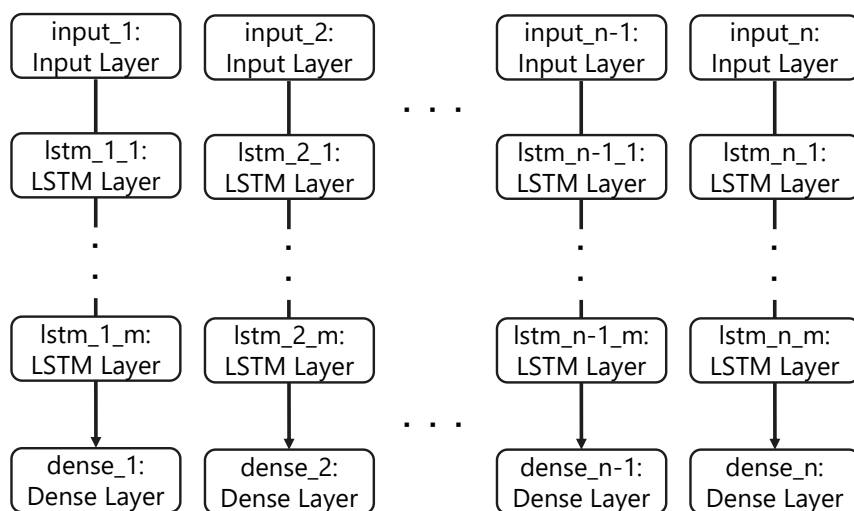 input_1:
Input Layer
input_2:
Input Layer
input_n-1:
Input Layer
input_n:
Input Layer
. . .
lstm_1_1:
LSTM Layer
lstm_2_1:
LSTM Layer
lstm_n-1_1:
LSTM Layer
lstm_n_1:
LSTM Layer
lstm_1_m:
LSTM Layer
lstm_2_m:
LSTM Layer
lstm_n-1_m:
LSTM Layer
lstm_n_m:
LSTM Layer
. . .
dense_1:
Dense Layer
dense_2:
Dense Layer
dense_n-1:
Dense Layer
dense_n:
Dense Layer